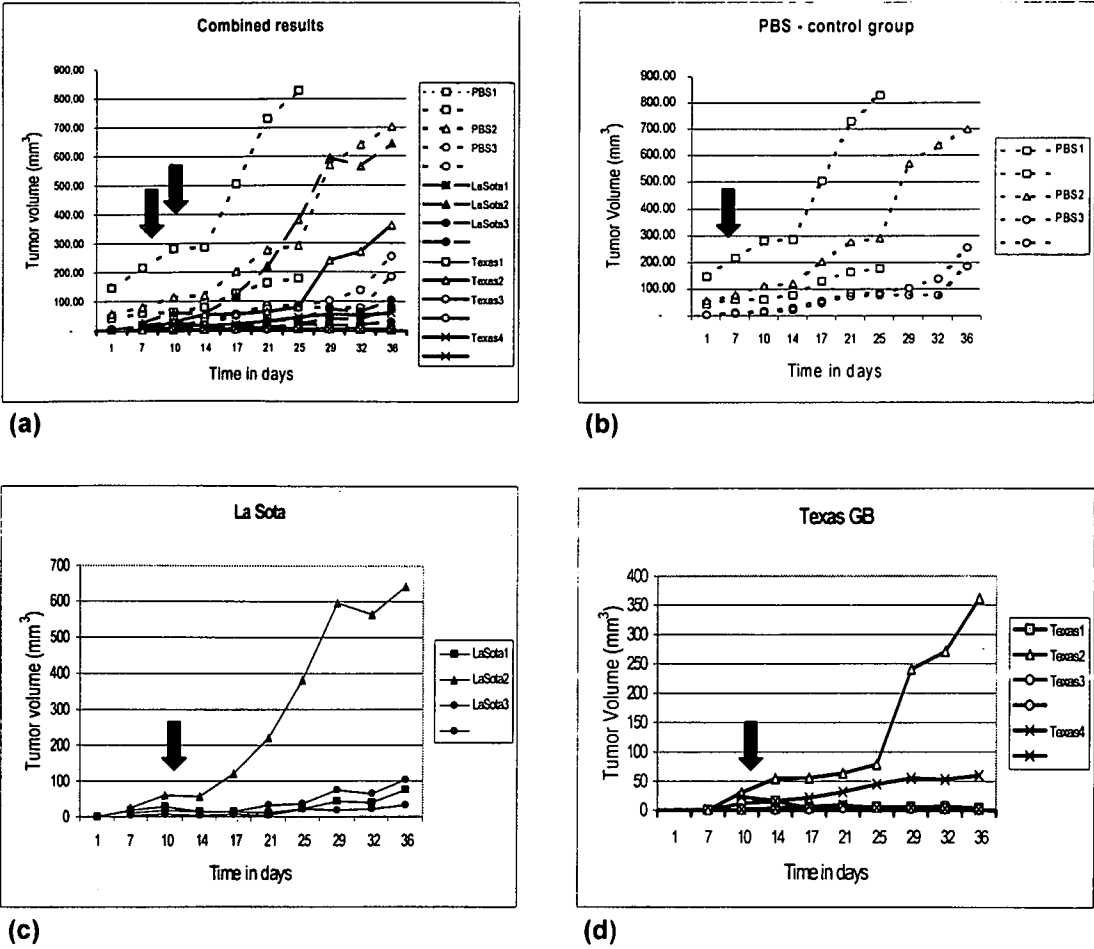 Combined results
Tumor volume (mm³)
900,00
800,00
700,00
600,00
500,00
400,00
300,00
200,00
100,00
1 7 10 14 17 21 25 29 32 36
Time in days
PBS1
PBS2
PBS3
LaSota1
LaSota2
LaSota3
Texas1
Texas2
Texas3
Texas4
(a)
PBS - control group
Tumor Volume (mm³)
900.00
800.00
700.00
600.00
500.00
400.00
300.00
200.00
100.00
1 7 10 14 17 21 25 29 32 36
Time in days
PBS1
PBS2
PBS3
(b)
La Sota
Tumor volume (mm³)
700
600
500
400
300
200
100
0
1 7 10 14 17 21 25 29 32 36
Time in days
LaSota1
LaSota2
LaSota3
(c)
Texas GB
Tumor Volume (mm³)
400
350
300
250
200
150
100
50
0
1 7 10 14 17 21 25 29 32 36
Time in days
Texas1
Texas2
Texas3
Texas4
(d)